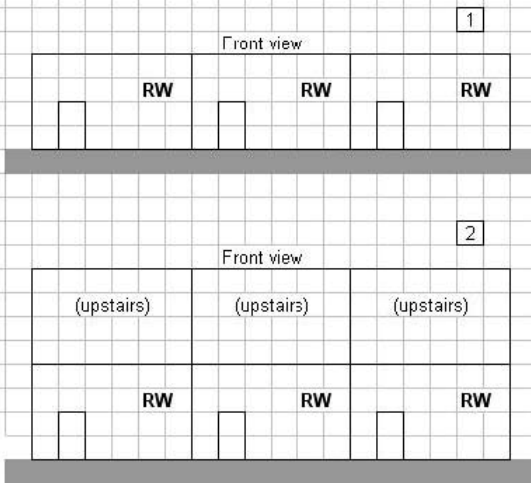 1
Front view
RW RW RW
2
Front view
(upstairs) (upstairs) (upstairs)
RW RW RW